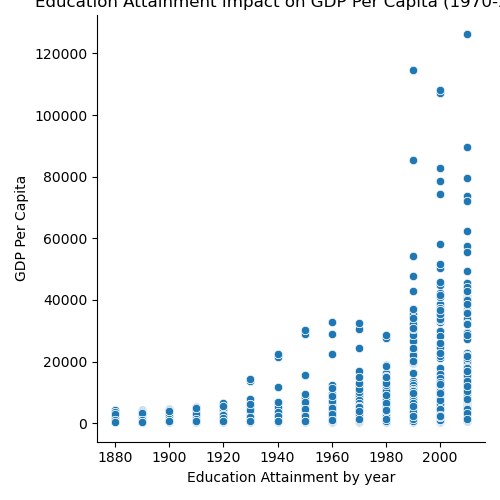 Education Attainment Impact on GDP Per Capita (1970-
120000
100000
80000
60000
40000
20000
0
GDP Per Capita
1880 1900 1920 1940 1960 1980 2000
Education Attainment by year